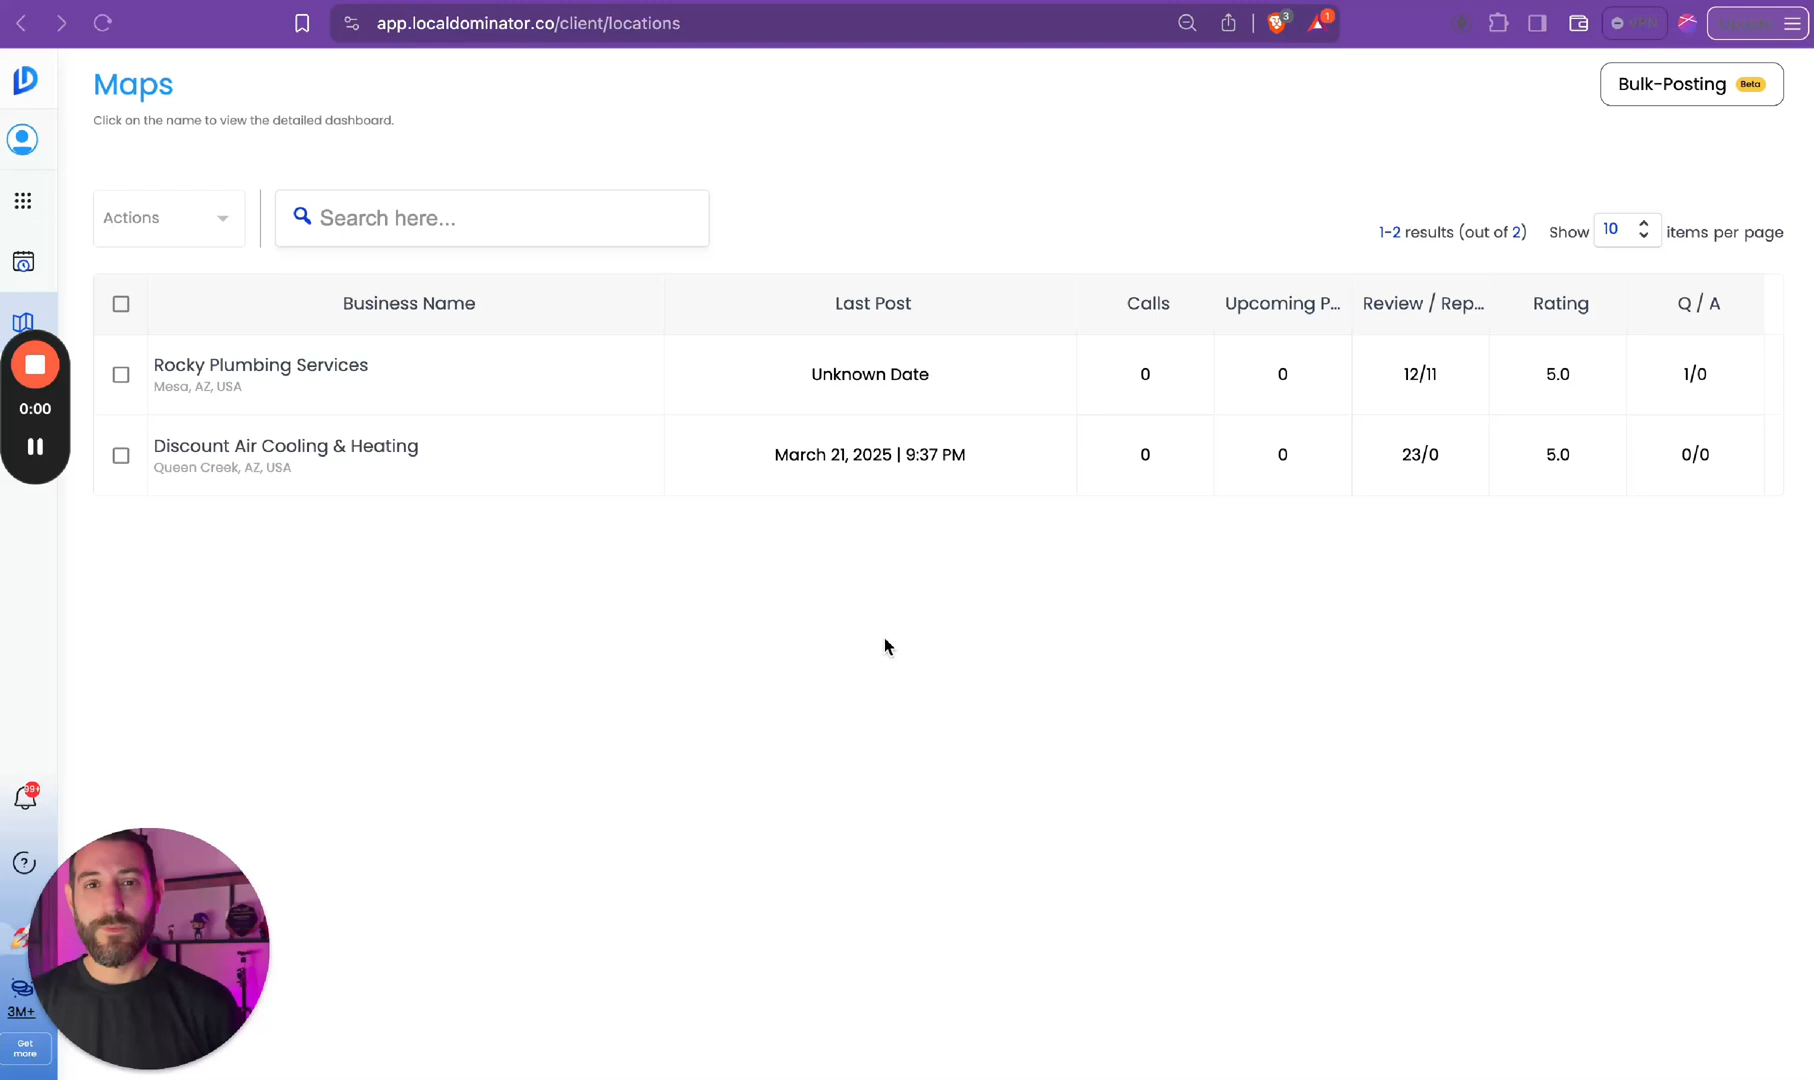 app.localdominator.co/client/locations
3
1
VPN
Maps
Bulk-Posting Beta
Click on the name to view the detailed dashboard.
Actions
Search here...
1-2 results (out of 2) Show 10 items per page
Business Name Last Post Calls Upcoming P... Review / Rep... Rating Q / A
Rocky Plumbing Services
Mesa, AZ, USA
Unknown Date 0 0 12/11 5.0 1/0
0:00
Discount Air Cooling & Heating
Queen Creek, AZ, USA
March 21, 2025 | 9:37 PM 0 0 23/0 5.0 0/0
99+
3M+
Get
more